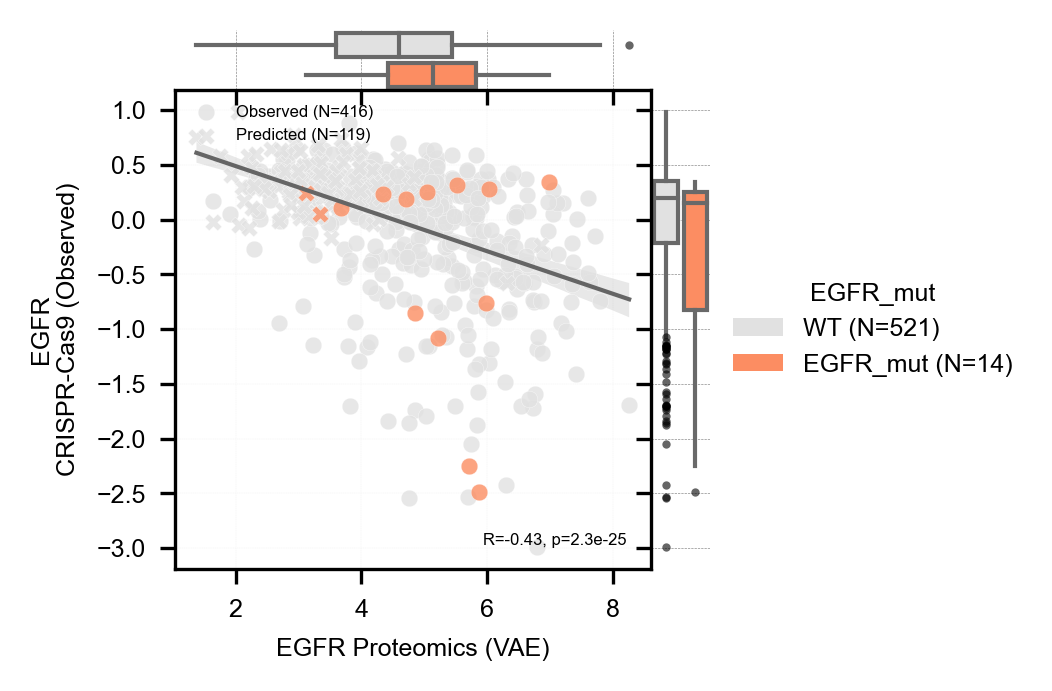 Observed (N=416)
Predicted (N=119)
1.0
0.5
0.0
−0.5
−1.0
−1.5
−2.0
−2.5
−3.0
EGFR
CRISPR-Cas9 (Observed)
R=-0.43, p=2.3e-25
2 4 6 8
EGFR Proteomics (VAE)
EGFR_mut
WT (N=521)
EGFR_mut (N=14)